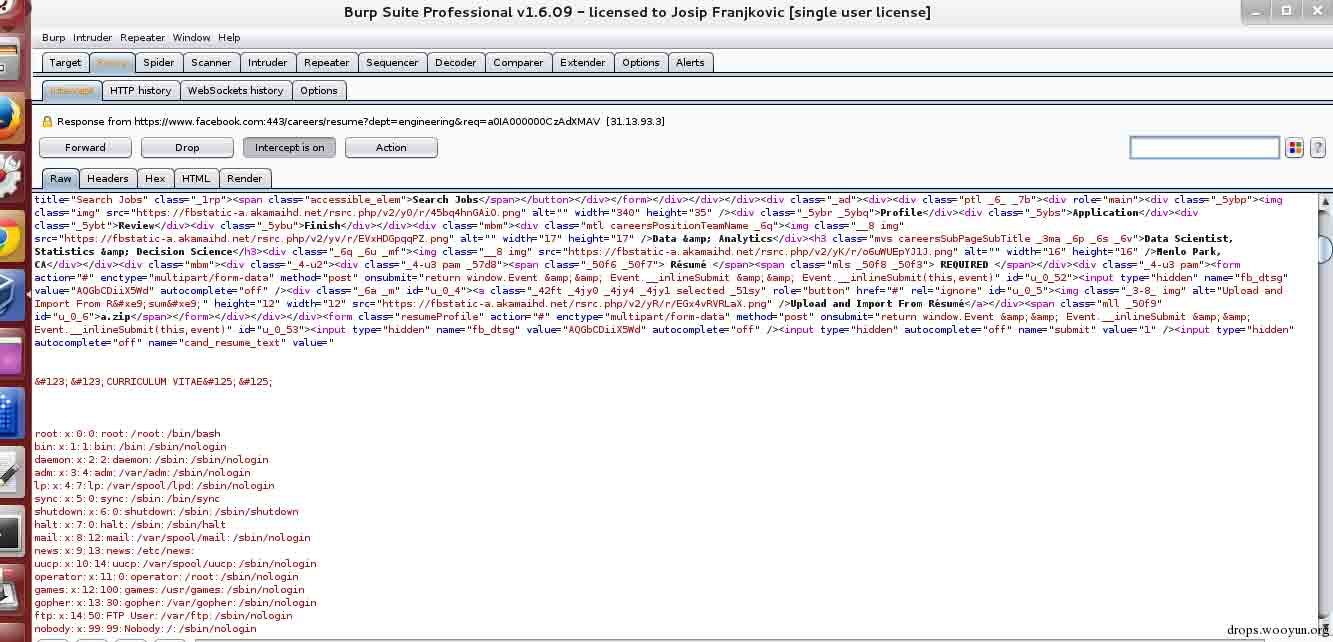 Burp Suite Professional v1.6.09 - licensed to Josip Franjkovic [single user license]
Burp Intruder Repeater Window Help
Target Proxy Spider Scanner Intruder Repeater Sequencer Decoder Comparer Extender Options Alerts
Intercept HTTP history WebSockets history Options
Response from https://www.facebook.com:443/careers/resume?dept=engineering&req=a0IA000000CzAdXMAV [31.13.93.3]
Forward Drop Intercept is on Action
?
Raw Headers Hex HTML Render
title="Search Jobs" class="_1rp"><span class="accessible_elem">Search Jobs</span></button></div></form></div></div></div><div class="_ad"><div><div class="ptl _6_ _7b"><div role="main"><div class="_5ybp"><img
class="img" src="https://fbstatic-a.akamaihd.net/rsrc.php/v2/y0/r/45bq4hnGAiO.png" alt="" width="340" height="35" /><div class="_5ybr _5ybq">Profile</div><div class="_5ybs">Application</div><div
class="_5ybt">Review</div><div class="_5ybu">Finish</div></div><div class="mbm"><div class="mtl careersPositionTeamName _6q"><img class="__8 img"
src="https://fbstatic-a.akamaihd.net/rsrc.php/v2/yv/r/EVxHDGpqqPZ.png" alt="" width="17" height="17" />Data &amp; Analytics</div><h3 class="mvs careersSubPageSubTitle _3ma _6p _6s _6v">Data Scientist,
Statistics &amp; Decision Science</h3><div class="_6q _6u _mf"><img class="__8 img" src="https://fbstatic-a.akamaihd.net/rsrc.php/v2/yK/r/o6uWUEpYJ1J.png" alt="" width="16" height="16" />Menlo Park,
CA</div></div><div class="mbm"><div class="_4-u2"><div class="_4-u3 pam _57d8"><span class="_50f6 _50f7"> Résumé </span><span class="mls _50f8 _50f3"> REQUIRED </span></div><div class="_4-u3 pam"><form
action="#" enctype="multipart/form-data" method="post" onsubmit="return window.Event &amp;&amp; Event.__inlineSubmit &amp;&amp; Event.__inlineSubmit(this,event)" id="u_0_52"><input type="hidden" name="fb_dtsg"
value="AQGbCDiiX5Wd" autocomplete="off" /><div class="_6a _m" id="u_0_4"><a class="_42ft _4jy0 _4jy4 _4jy1 selected _51sy" role="button" href="#" rel="ignore" id="u_0_5"><img class="_3-8_ img" alt="Upload and
Import From R&#xe9;sum&#xe9;" height="12" width="12" src="https://fbstatic-a.akamaihd.net/rsrc.php/v2/yR/r/EGx4vRVRLaX.png" />Upload and Import From Résumé</a></div><span class="mll _50f9"
id="u_0_6">a.zip</span></form></div></div></div><form class="resumeProfile" action="#" enctype="multipart/form-data" method="post" onsubmit="return window.Event &amp;&amp; Event.__inlineSubmit &amp;&amp;
Event.__inlineSubmit(this,event)" id="u_0_53"><input type="hidden" name="fb_dtsg" value="AQGbCDiiX5Wd" autocomplete="off" /><input type="hidden" autocomplete="off" name="submit" value="1" /><input type="hidden"
autocomplete="off" name="cand_resume_text" value="
&#123;&#123;CURRICULUM VITAE&#125;&#125;
root:x:0:0:root:/root:/bin/bash
bin:x:1:1:bin:/bin:/sbin/nologin
daemon:x:2:2:daemon:/sbin:/sbin/nologin
adm:x:3:4:adm:/var/adm:/sbin/nologin
lp:x:4:7:lp:/var/spool/lpd:/sbin/nologin
sync:x:5:0:sync:/sbin:/bin/sync
shutdown:x:6:0:shutdown:/sbin:/sbin/shutdown
halt:x:7:0:halt:/sbin:/sbin/halt
mail:x:8:12:mail:/var/spool/mail:/sbin/nologin
news:x:9:13:news:/etc/news:
uucp:x:10:14:uucp:/var/spool/uucp:/sbin/nologin
operator:x:11:0:operator:/root:/sbin/nologin
games:x:12:100:games:/usr/games:/sbin/nologin
gopher:x:13:30:gopher:/var/gopher:/sbin/nologin
ftp:x:14:50:FTP User:/var/ftp:/sbin/nologin
nobody:x:99:99:Nobody:/:/sbin/nologin
drops.wooyun.org